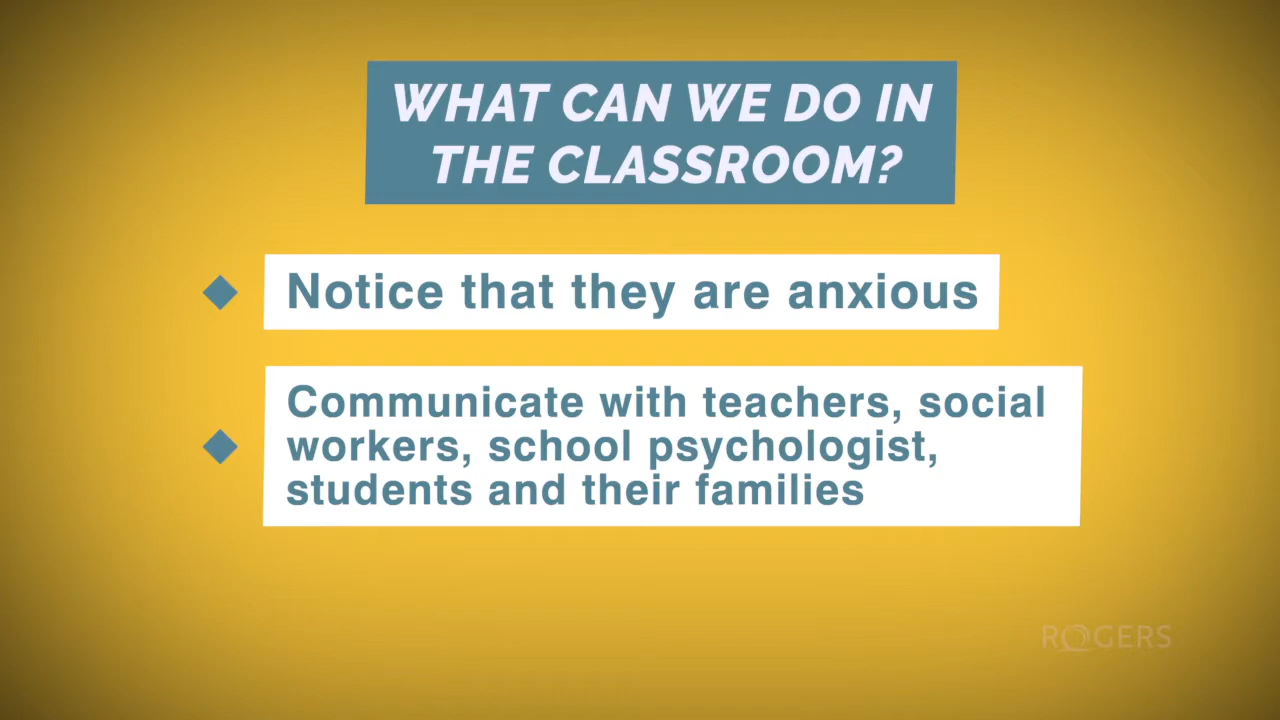 WHAT CAN WE DO IN
THE CLASSROOM?
Notice that they are anxious
Communicate with teachers, social
workers, school psychologist,
students and their families
ROGERS